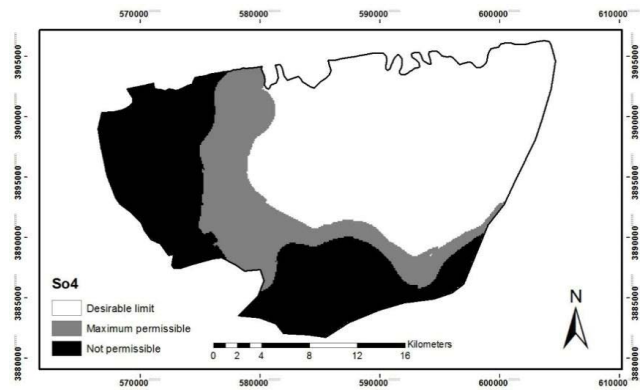 570000 580000 590000 600000 610000
3905000 3905000
3900000 3900000
3895000 3895000
3890000 3890000
3885000 3885000
3880000 3880000
So4
Desirable limit
Maximum permissible
Not permissible
N
Kilometers
0 2 4 8 12 16
570000 580000 590000 600000 610000